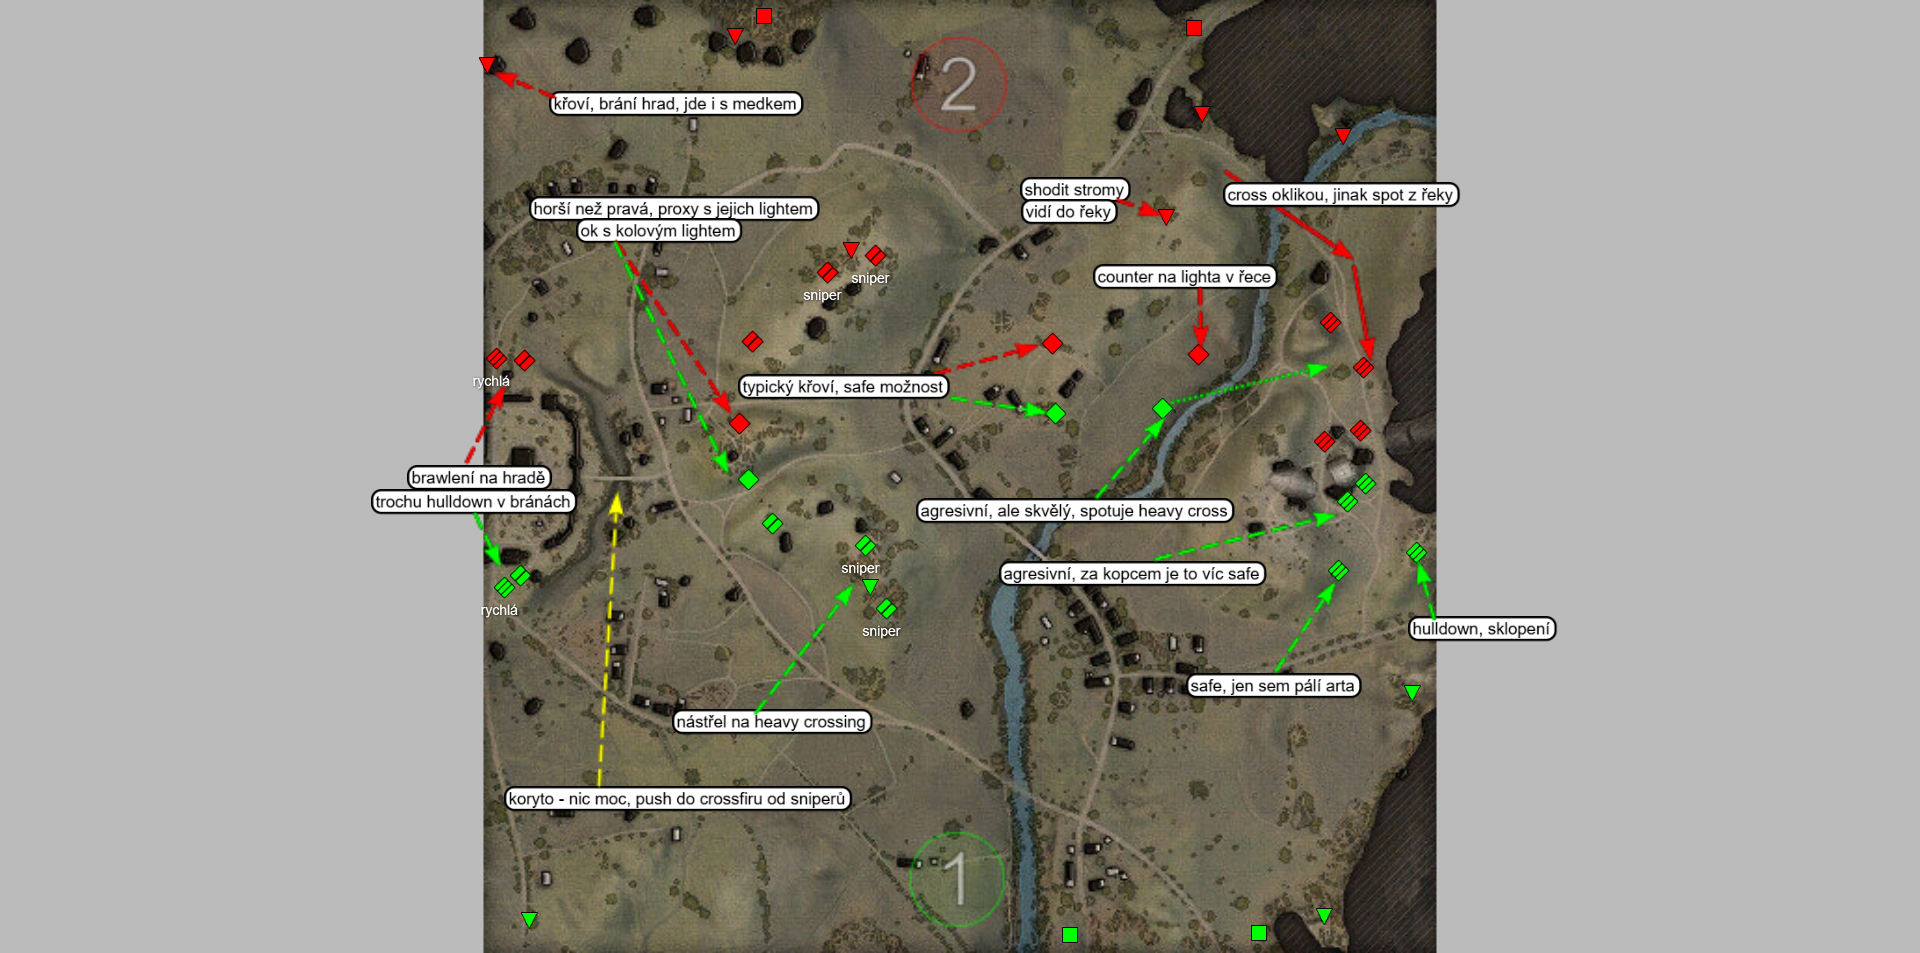 2
křoví, brání hrad, jde i s medkem
shodit stromy
vidí do řeky
cross oklikou, jinak spot z řeky
horší než pravá, proxy s jejich lightem
ok s kolovým lightem
sniper
sniper
counter na lighta v řece
rychlá
typický křoví, safe možnost
brawlení na hradě
trochu hulldown v bránách
agresivní, ale skvělý, spotuje heavy cross
sniper
agresivní, za kopcem je to víc safe
rychlá
sniper
hulldown, sklopení
safe, jen sem pálí arta
nástřel na heavy crossing
koryto - nic moc, push do crossfiru od sniperů
1